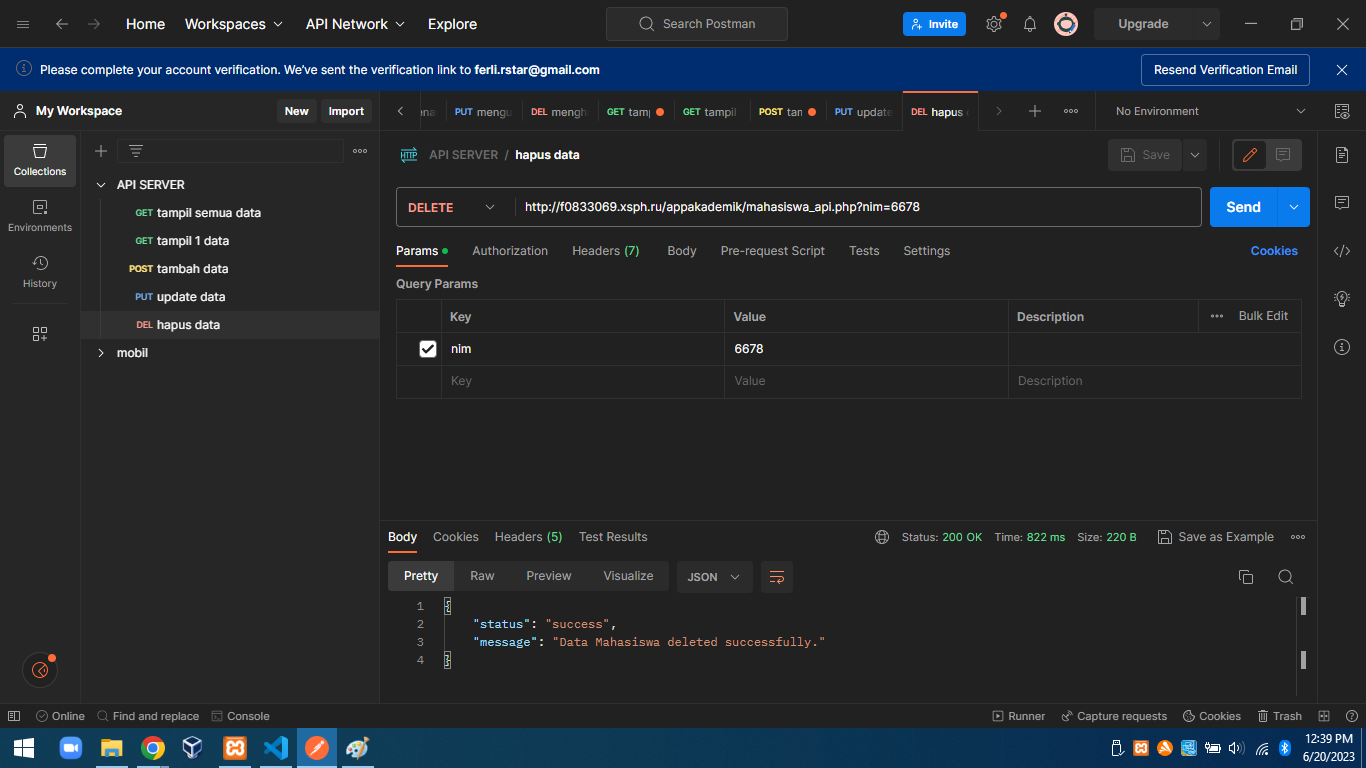 Home Workspaces API Network Explore Search Postman Invite Upgrade
Please complete your account verification. We've sent the verification link to ferli.rstar@gmail.com Resend Verification Email
My Workspace New Import
PUT mengu DEL mengh GET tamp GET tampil POST tam PUT update DEL hapus No Environment
Collections
Environments
History
API SERVER
GET tampil semua data
GET tampil 1 data
POST tambah data
PUT update data
DEL hapus data
mobil
API SERVER / hapus data Save
DELETE http://f0833069.xsph.ru/appakademik/mahasiswa_api.php?nim=6678 Send
Params Authorization Headers (7) Body Pre-request Script Tests Settings Cookies
Query Params
Key Value Description Bulk Edit
nim 6678
Key Value Description
Body Cookies Headers (5) Test Results Status: 200 OK Time: 822 ms Size: 220 B Save as Example
Pretty Raw Preview Visualize JSON
1 {
2 "status": "success",
3 "message": "Data Mahasiswa deleted successfully."
4 }
Online Find and replace Console Runner Capture requests Cookies Trash
12:39 PM
6/20/2023